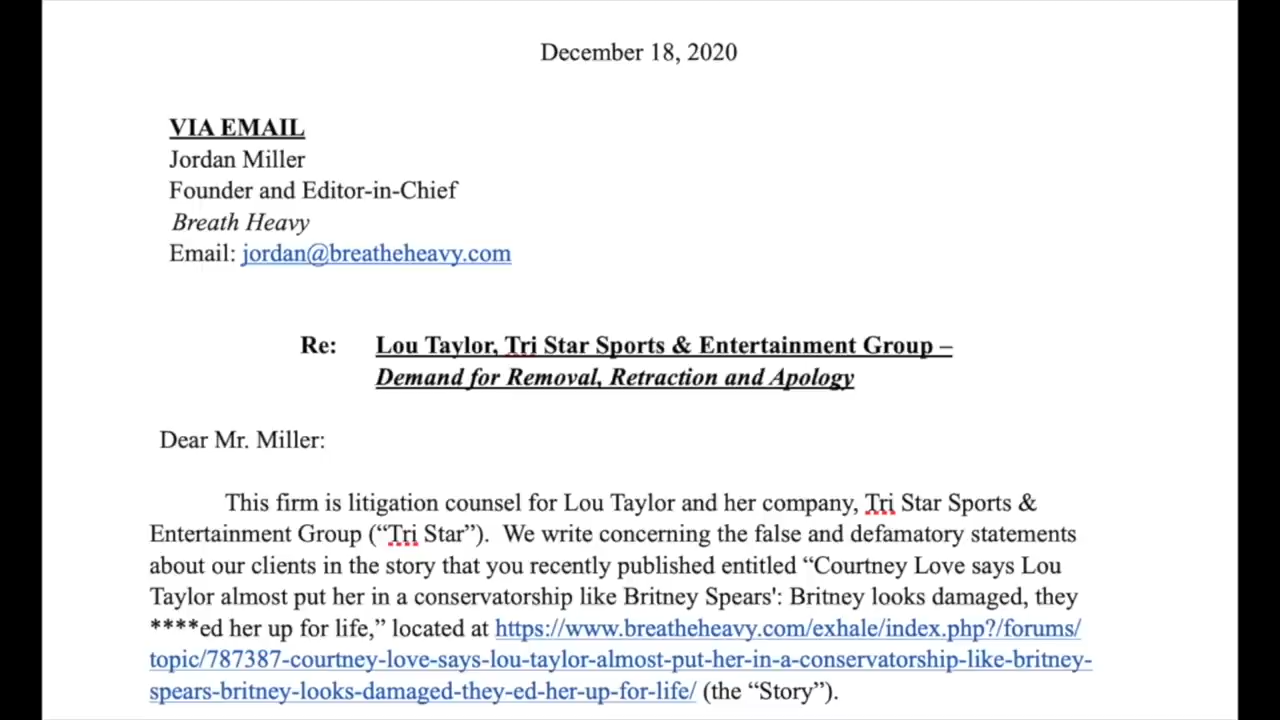 December 18, 2020
VIA EMAIL
Jordan Miller
Founder and Editor-in-Chief
Breath Heavy
Email: jordan@breatheheavy.com
Re: Lou Taylor, Tri Star Sports & Entertainment Group –
Demand for Removal, Retraction and Apology
Dear Mr. Miller:
This firm is litigation counsel for Lou Taylor and her company, Tri Star Sports &
Entertainment Group (“Tri Star”). We write concerning the false and defamatory statements
about our clients in the story that you recently published entitled “Courtney Love says Lou
Taylor almost put her in a conservatorship like Britney Spears': Britney looks damaged, they
****ed her up for life,” located at https://www.breatheheavy.com/exhale/index.php?/forums/
topic/787387-courtney-love-says-lou-taylor-almost-put-her-in-a-conservatorship-like-britney-
spears-britney-looks-damaged-they-ed-her-up-for-life/ (the “Story”).